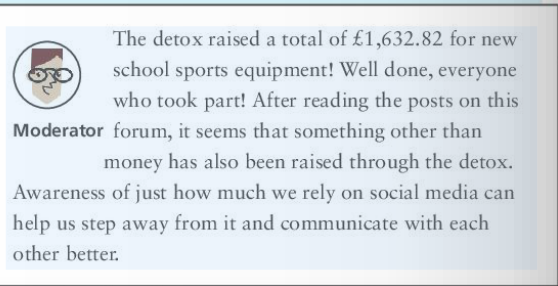 The detox raised a total of £1,632.82 for new
school sports equipment! Well done, everyone
who took part! After reading the posts on this
Moderator forum, it seems that something other than
money has also been raised through the detox.
Awareness of just how much we rely on social media can
help us step away from it and communicate with each
other better.